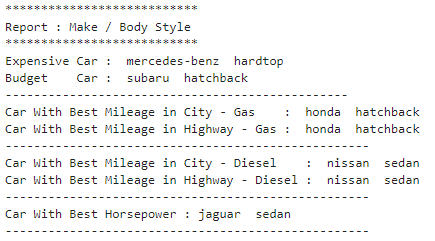 ***************************
Report : Make / Body Style
***************************
Expensive Car :  mercedes-benz  hardtop
Budget    Car :  subaru  hatchback
------------------------------------------------
Car With Best Mileage in City - Gas    :  honda  hatchback
Car With Best Mileage in Highway - Gas :  honda  hatchback
---------------------------------------------------
Car With Best Mileage in City - Diesel    :  nissan  sedan
Car With Best Mileage in Highway - Diesel :  nissan  sedan
---------------------------------------------------
Car With Best Horsepower : jaguar  sedan
---------------------------------------------------